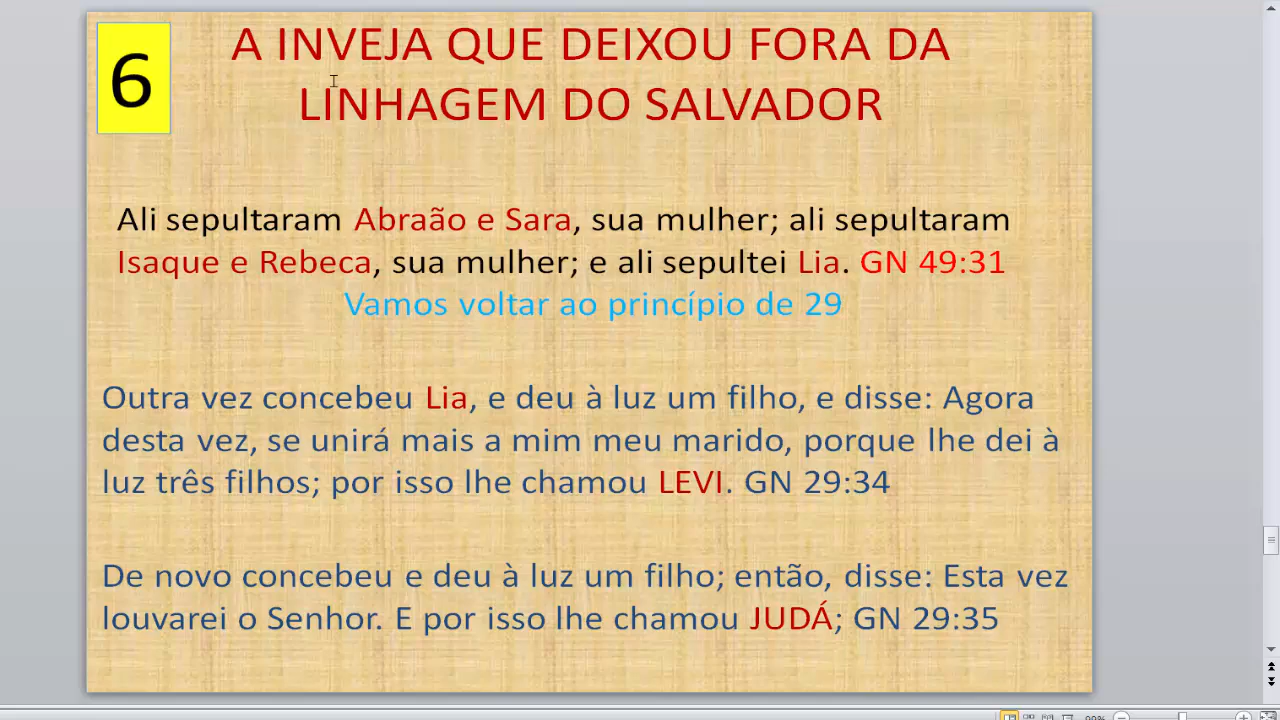 6
A INVEJA QUE DEIXOU FORA DA
LINHAGEM DO SALVADOR
Ali sepultaram Abraão e Sara, sua mulher; ali sepultaram
Isaque e Rebeca, sua mulher; e ali sepultei Lia. GN 49:31
Vamos voltar ao princípio de 29
Outra vez concebeu Lia, e deu à luz um filho, e disse: Agora
desta vez, se unirá mais a mim meu marido, porque lhe dei à
luz três filhos; por isso lhe chamou LEVI. GN 29:34
De novo concebeu e deu à luz um filho; então, disse: Esta vez
louvarei o Senhor. E por isso lhe chamou JUDÁ; GN 29:35